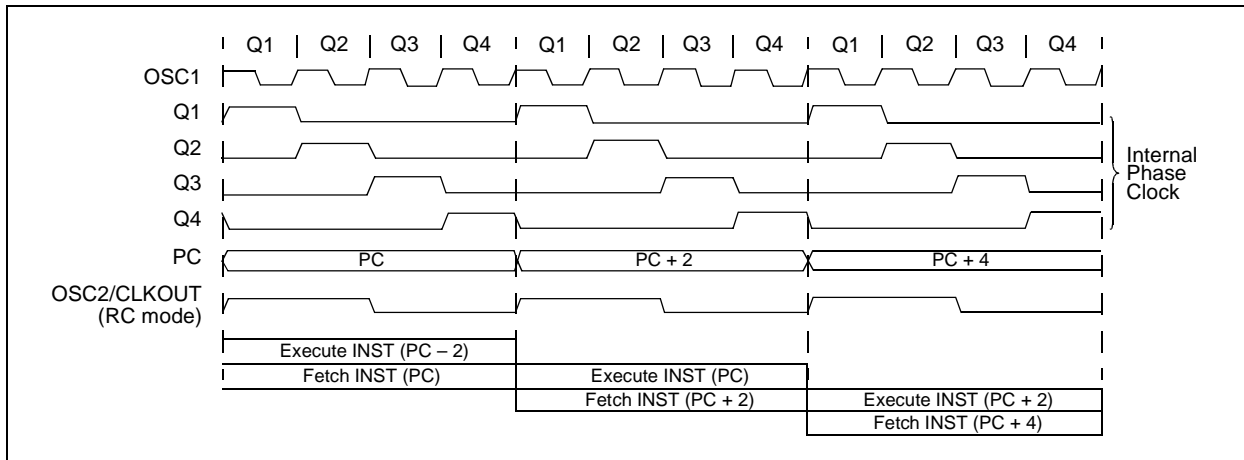 Q1 Q2 Q3 Q4 Q1 Q2 Q3 Q4 Q1 Q2 Q3 Q4
OSC1
Q1
Q2
Q3
Q4
Internal
Phase
Clock
PC PC PC + 2 PC + 4
OSC2/CLKOUT
(RC mode)
Execute INST (PC – 2)
Fetch INST (PC) Execute INST (PC)
Fetch INST (PC + 2) Execute INST (PC + 2)
Fetch INST (PC + 4)